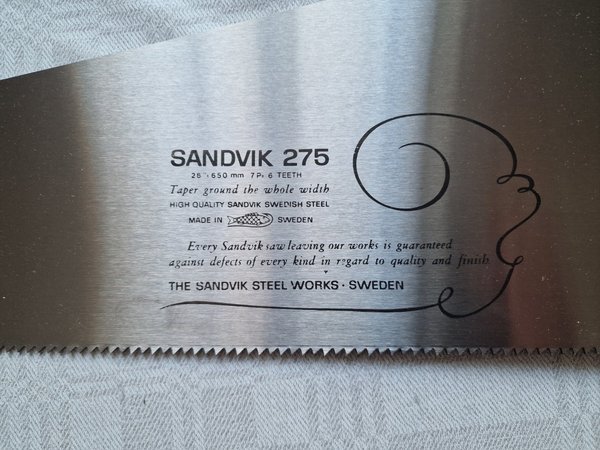 SANDVIK 275
26" 650 mm 7 P. 6 TEETH
Taper ground the whole width
HIGH QUALITY SANDVIK SWEDISH STEEL
MADE IN SWEDEN
Every Sandvik saw leaving our works is guaranteed
against defects of every kind in regard to quality and finish
THE SANDVIK STEEL WORKS · SWEDEN